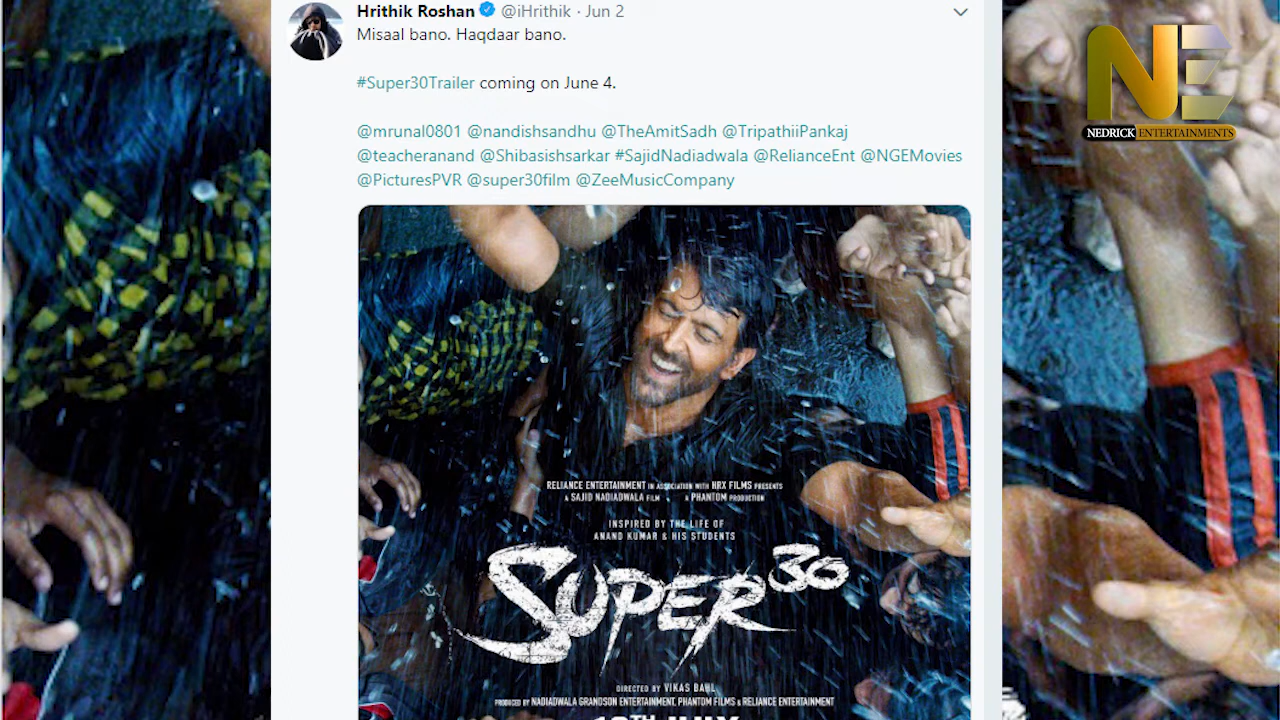 Hrithik Roshan @iHrithik · Jun 2
Misaal bano. Haqdaar bano.
#Super30Trailer coming on June 4.
@mrunal0801 @nandishsandhu @TheAmitSadh @TripathiiPankaj
@teacheranand @Shibasishsarkar #SajidNadiadwala @RelianceEnt @NGEMovies
@PicturesPVR @super30film @ZeeMusicCompany
NE
NEDRICK ENTERTAINMENTS
RELIANCE ENTERTAINMENT IN ASSOCIATION WITH HRX FILMS PRESENTS
A SAJID NADIADWALA FILM A PHANTOM PRODUCTION
INSPIRED BY THE LIFE OF
ANAND KUMAR & HIS STUDENTS
SUPER 30
DIRECTED BY VIKAS BAHL
PRODUCED BY NADIADWALA GRANDSON ENTERTAINMENT, PHANTOM FILMS & RELIANCE ENTERTAINMENT
12TH JULY